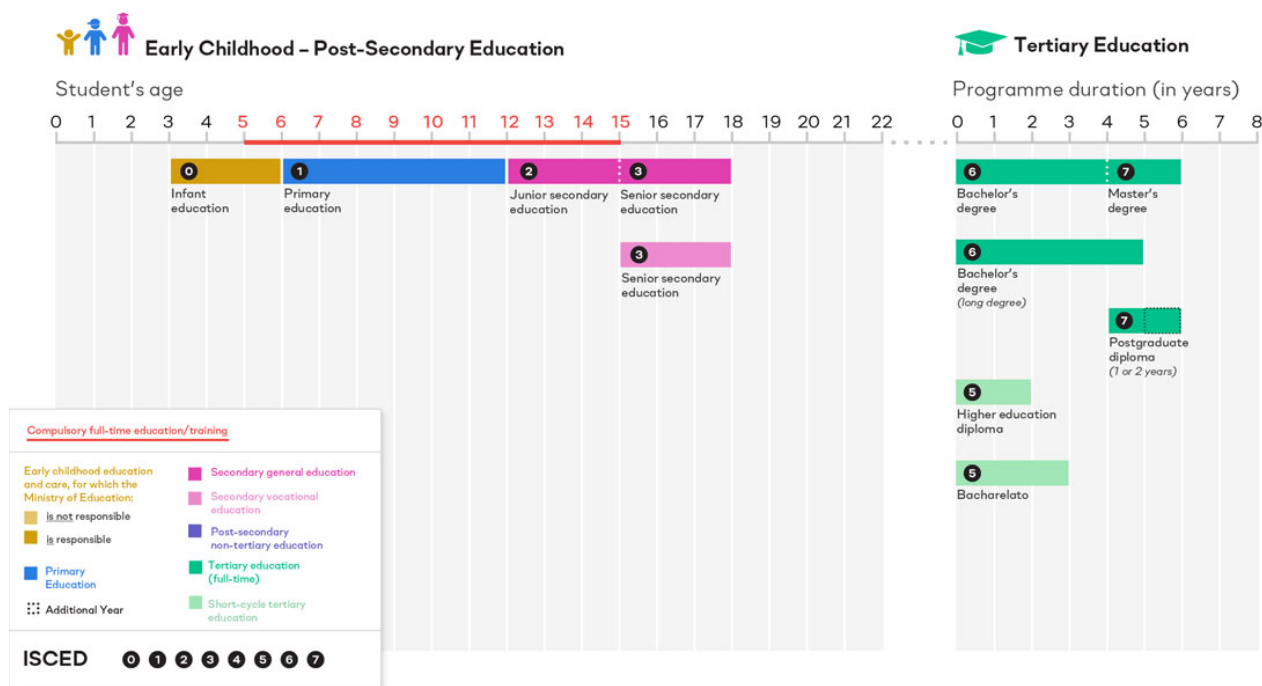 Early Childhood – Post-Secondary Education
Tertiary Education
Student's age
Programme duration (in years)
0 1 2 3 4 5 6 7 8 9 10 11 12 13 14 15 16 17 18 19 20 21 22
0 1 2 3 4 5 6 7 8
0
Infant
education
1
Primary
education
2
Junior secondary
education
3
Senior secondary
education
3
Senior secondary
education
6
Bachelor's
degree
7
Master's
degree
6
Bachelor's
degree
(long degree)
7
Postgraduate
diploma
(1 or 2 years)
5
Higher education
diploma
5
Bacharelato
Compulsory full-time education/training
Early childhood education
and care, for which the
Ministry of Education:
is not responsible
is responsible
Primary
Education
Additional Year
Secondary general education
Secondary vocational
education
Post-secondary
non-tertiary education
Tertiary education
(full-time)
Short-cycle tertiary
education
ISCED 0 1 2 3 4 5 6 7